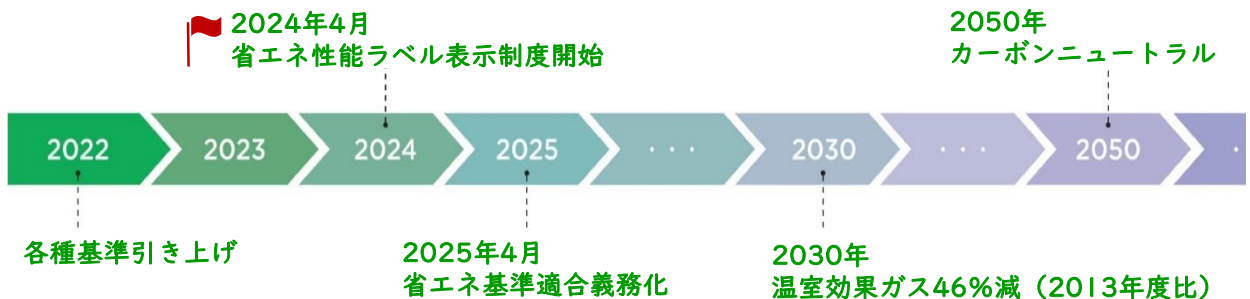 2024年4月
省エネ性能ラベル表示制度開始
2050年
カーボンニュートラル
2022
2023
2024
2025
・・・
2030
・・・
2050
・
各種基準引き上げ
2025年4月
省エネ基準適合義務化
2030年
温室効果ガス46%減（2013年度比）